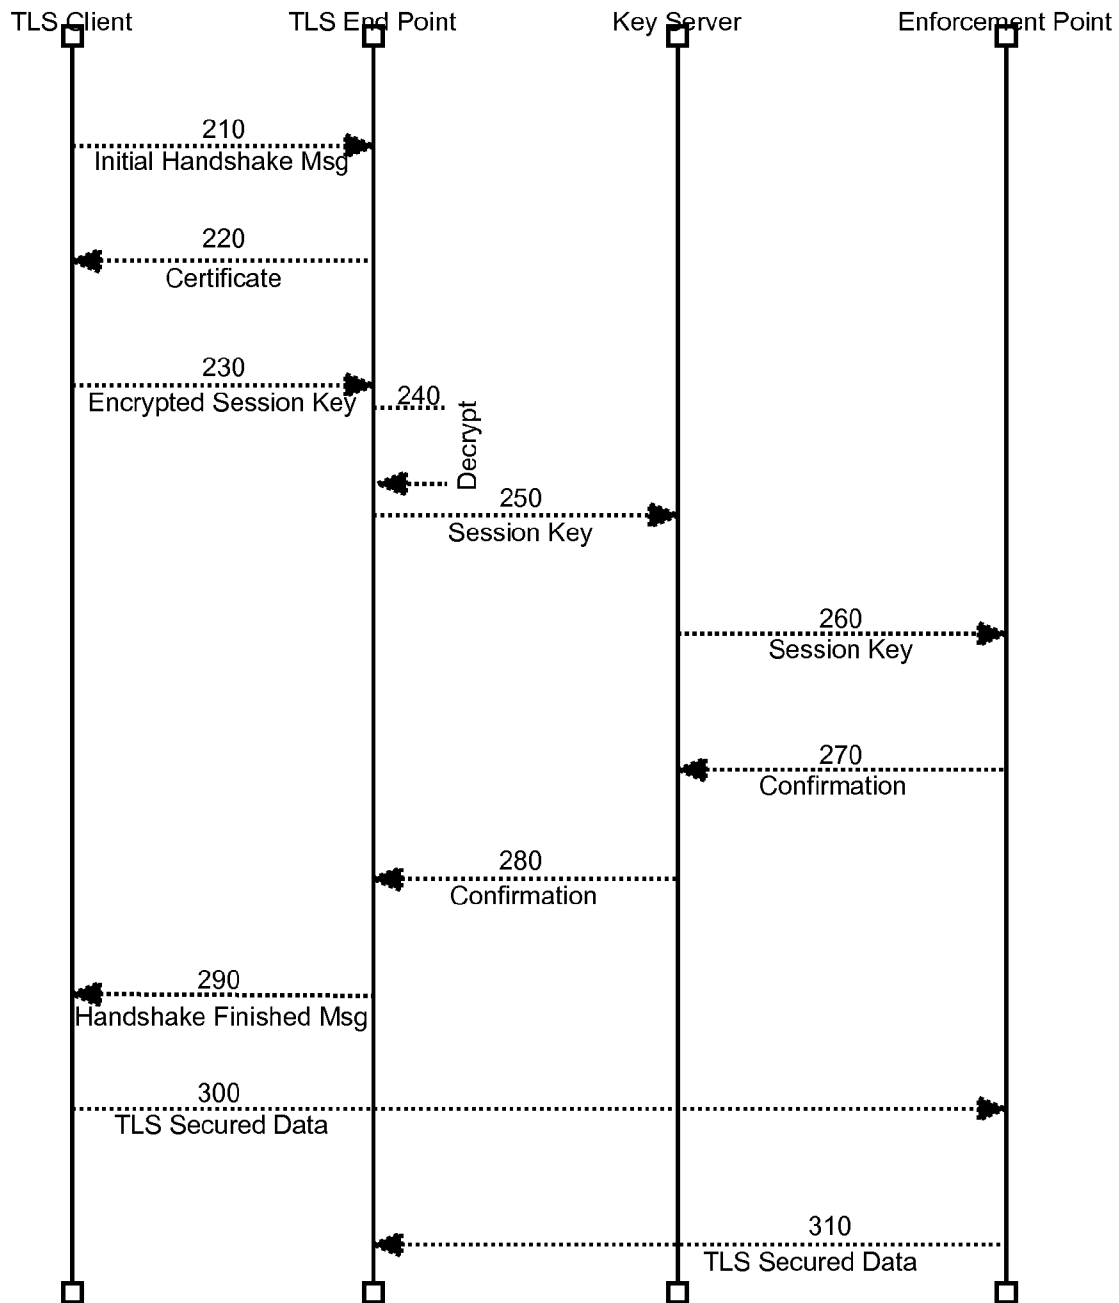 TLS Client
TLS End Point
Key Server
Enforcement Point
210
Initial Handshake Msg
220
Certificate
230
Encrypted Session Key
240
Decrypt
250
Session Key
260
Session Key
270
Confirmation
280
Confirmation
290
Handshake Finished Msg
300
TLS Secured Data
310
TLS Secured Data